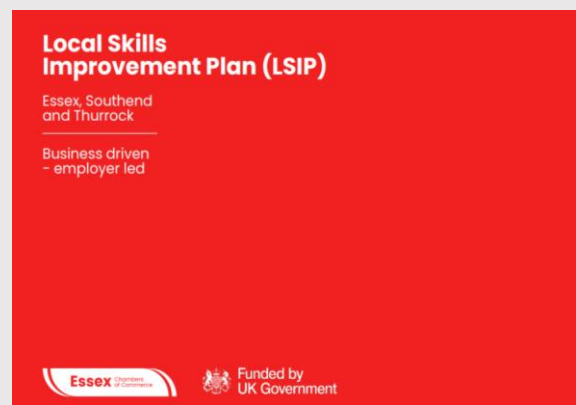 Local Skills
Improvement Plan (LSIP)
Essex, Southend
and Thurrock
Business driven
- employer led
Essex Chambers
of Commerce
Funded by
UK Government